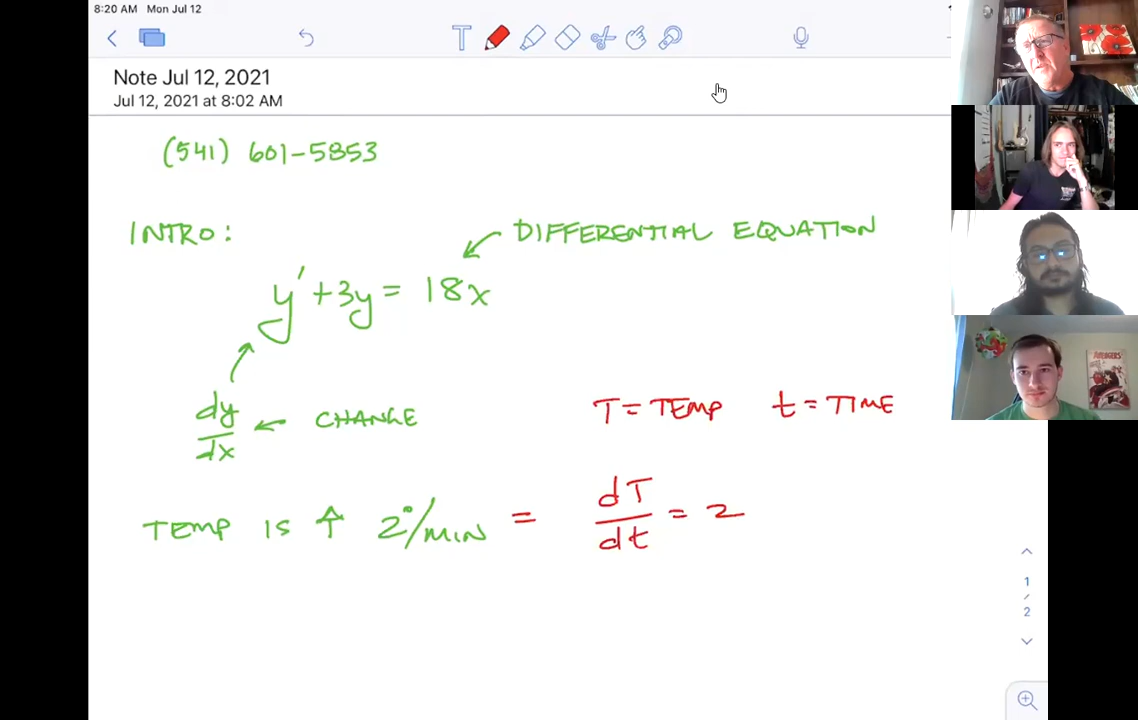 8:20 AM Mon Jul 12
T
Note Jul 12, 2021
Jul 12, 2021 at 8:02 AM
(541) 601-5853
INTRO:
DIFFERENTIAL EQUATION
y' + 3y = 18x
dy/dx ← CHANGE
T = TEMP t = TIME
TEMP IS ↑ 2°/MIN = dT/dt = 2
1
/
2
AVENGERS